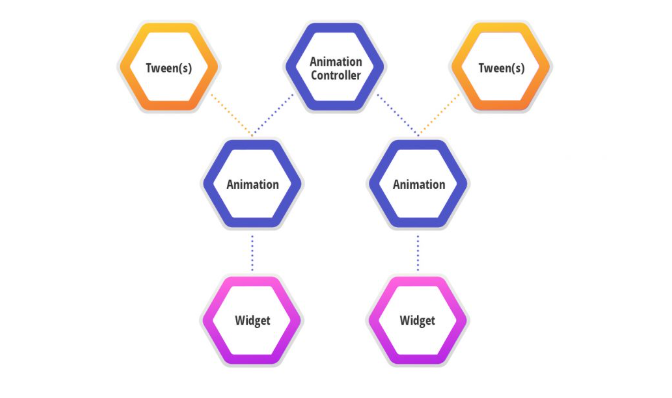 Tween(s)
Animation
Controller
Tween(s)
Animation
Animation
Widget
Widget